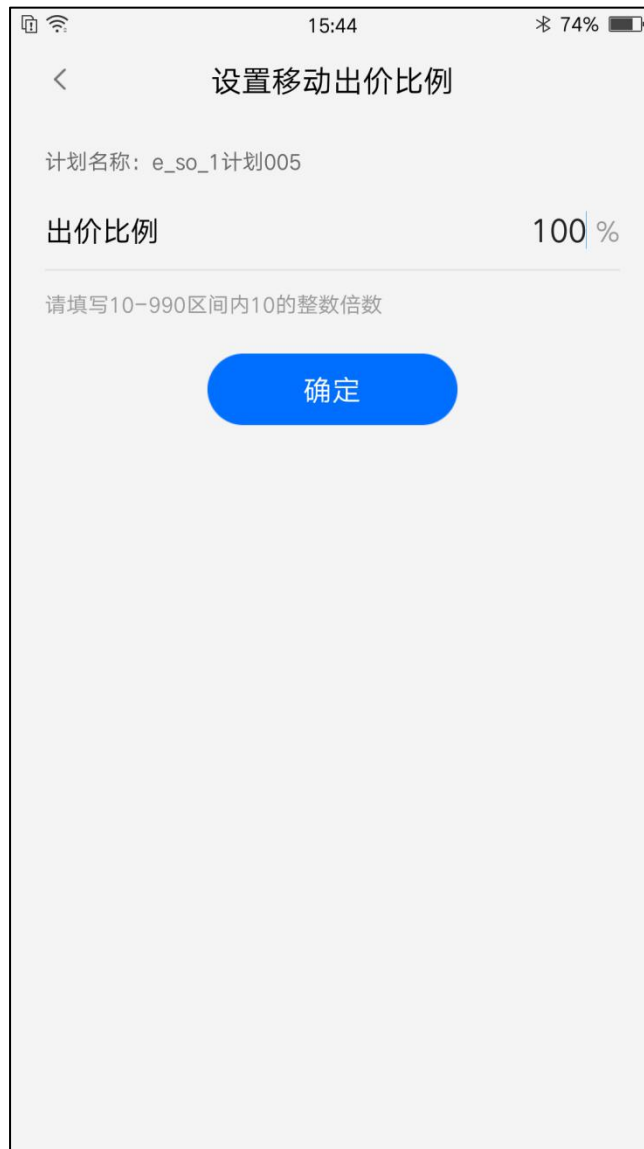 15:44
74%
设置移动出价比例
计划名称：e_so_1计划005
出价比例
100 %
请填写10-990区间内10的整数倍数
确定